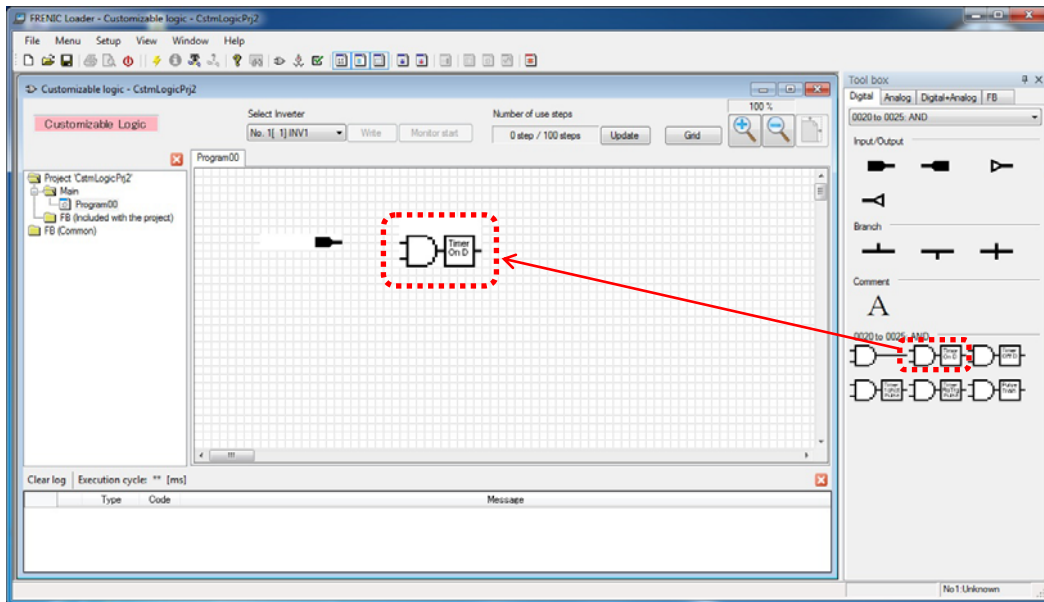 FRENIC Loader - Customizable logic - CstmLogicPrj2
File Menu Setup View Window Help
Customizable logic - CstmLogicPrj2
Customizable Logic
Select Inverter
No. 1[ 1] INV1
Write
Monitor start
Number of use steps
0 step / 100 steps
Update
Grid
100 %
Project 'CstmLogicPrj2'
Main
Program00
FB (Included with the project)
FB (Common)
Program00
Timer
On D
Clear log Execution cycle: ** [ms]
Type Code Message
Tool box
Digital Analog Digital+Analog FB
0020 to 0025: AND
Input/Output
Branch
Comment
A
0020 to 0025: AND
Timer
On D
Timer
Off D
No1:Unknown